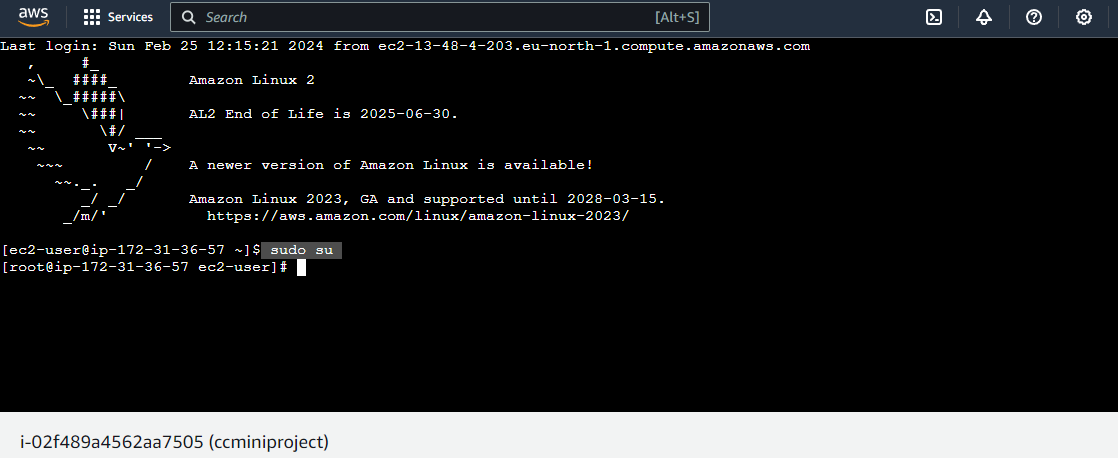 aws Services Search [Alt+S]
Last login: Sun Feb 25 12:15:21 2024 from ec2-13-48-4-203.eu-north-1.compute.amazonaws.com
   ,     #_
   ~\_  ####_        Amazon Linux 2
  ~~  \_#####\
  ~~     \###|       AL2 End of Life is 2025-06-30.
  ~~       \#/ ___
   ~~       V~' '->
    ~~~         /    A newer version of Amazon Linux is available!
      ~~._.   _/
         _/ _/       Amazon Linux 2023, GA and supported until 2028-03-15.
       _/m/'           https://aws.amazon.com/linux/amazon-linux-2023/
[ec2-user@ip-172-31-36-57 ~]$ sudo su
[root@ip-172-31-36-57 ec2-user]#
i-02f489a4562aa7505 (ccminiproject)